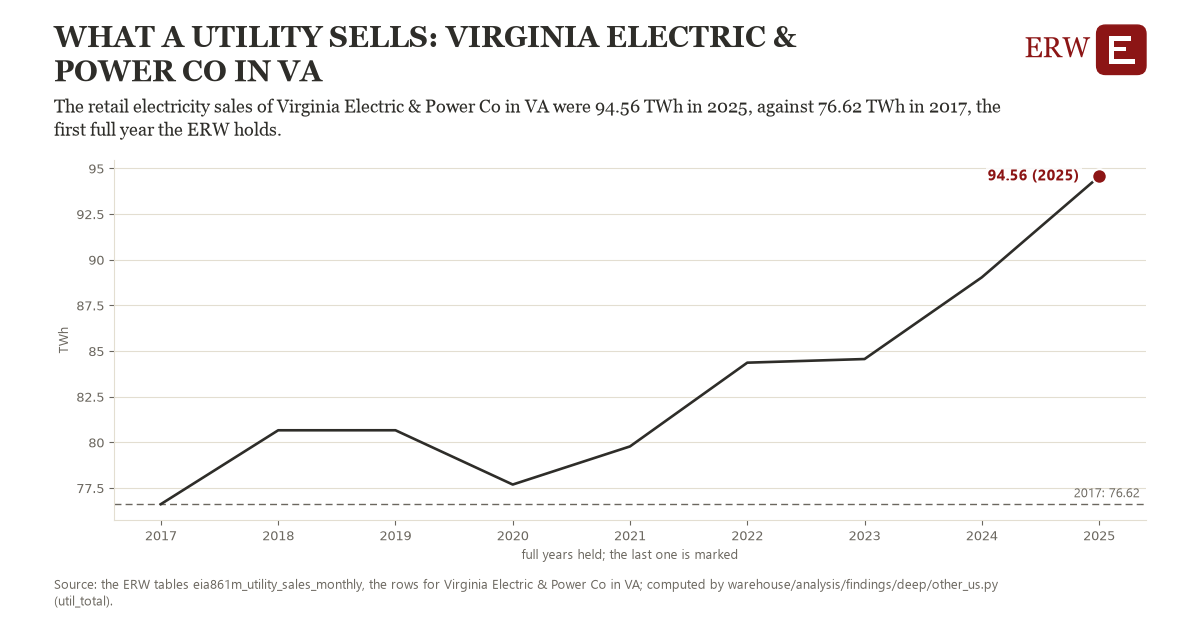 WHAT A UTILITY SELLS: VIRGINIA ELECTRIC &
POWER CO IN VA
ERW E
The retail electricity sales of Virginia Electric & Power Co in VA were 94.56 TWh in 2025, against 76.62 TWh in 2017, the
first full year the ERW holds.
95
92.5
90
87.5
85
82.5
80
77.5
TWh
94.56 (2025)
2017: 76.62
2017 2018 2019 2020 2021 2022 2023 2024 2025
full years held; the last one is marked
Source: the ERW tables eia861m_utility_sales_monthly, the rows for Virginia Electric & Power Co in VA; computed by warehouse/analysis/findings/deep/other_us.py
(util_total).